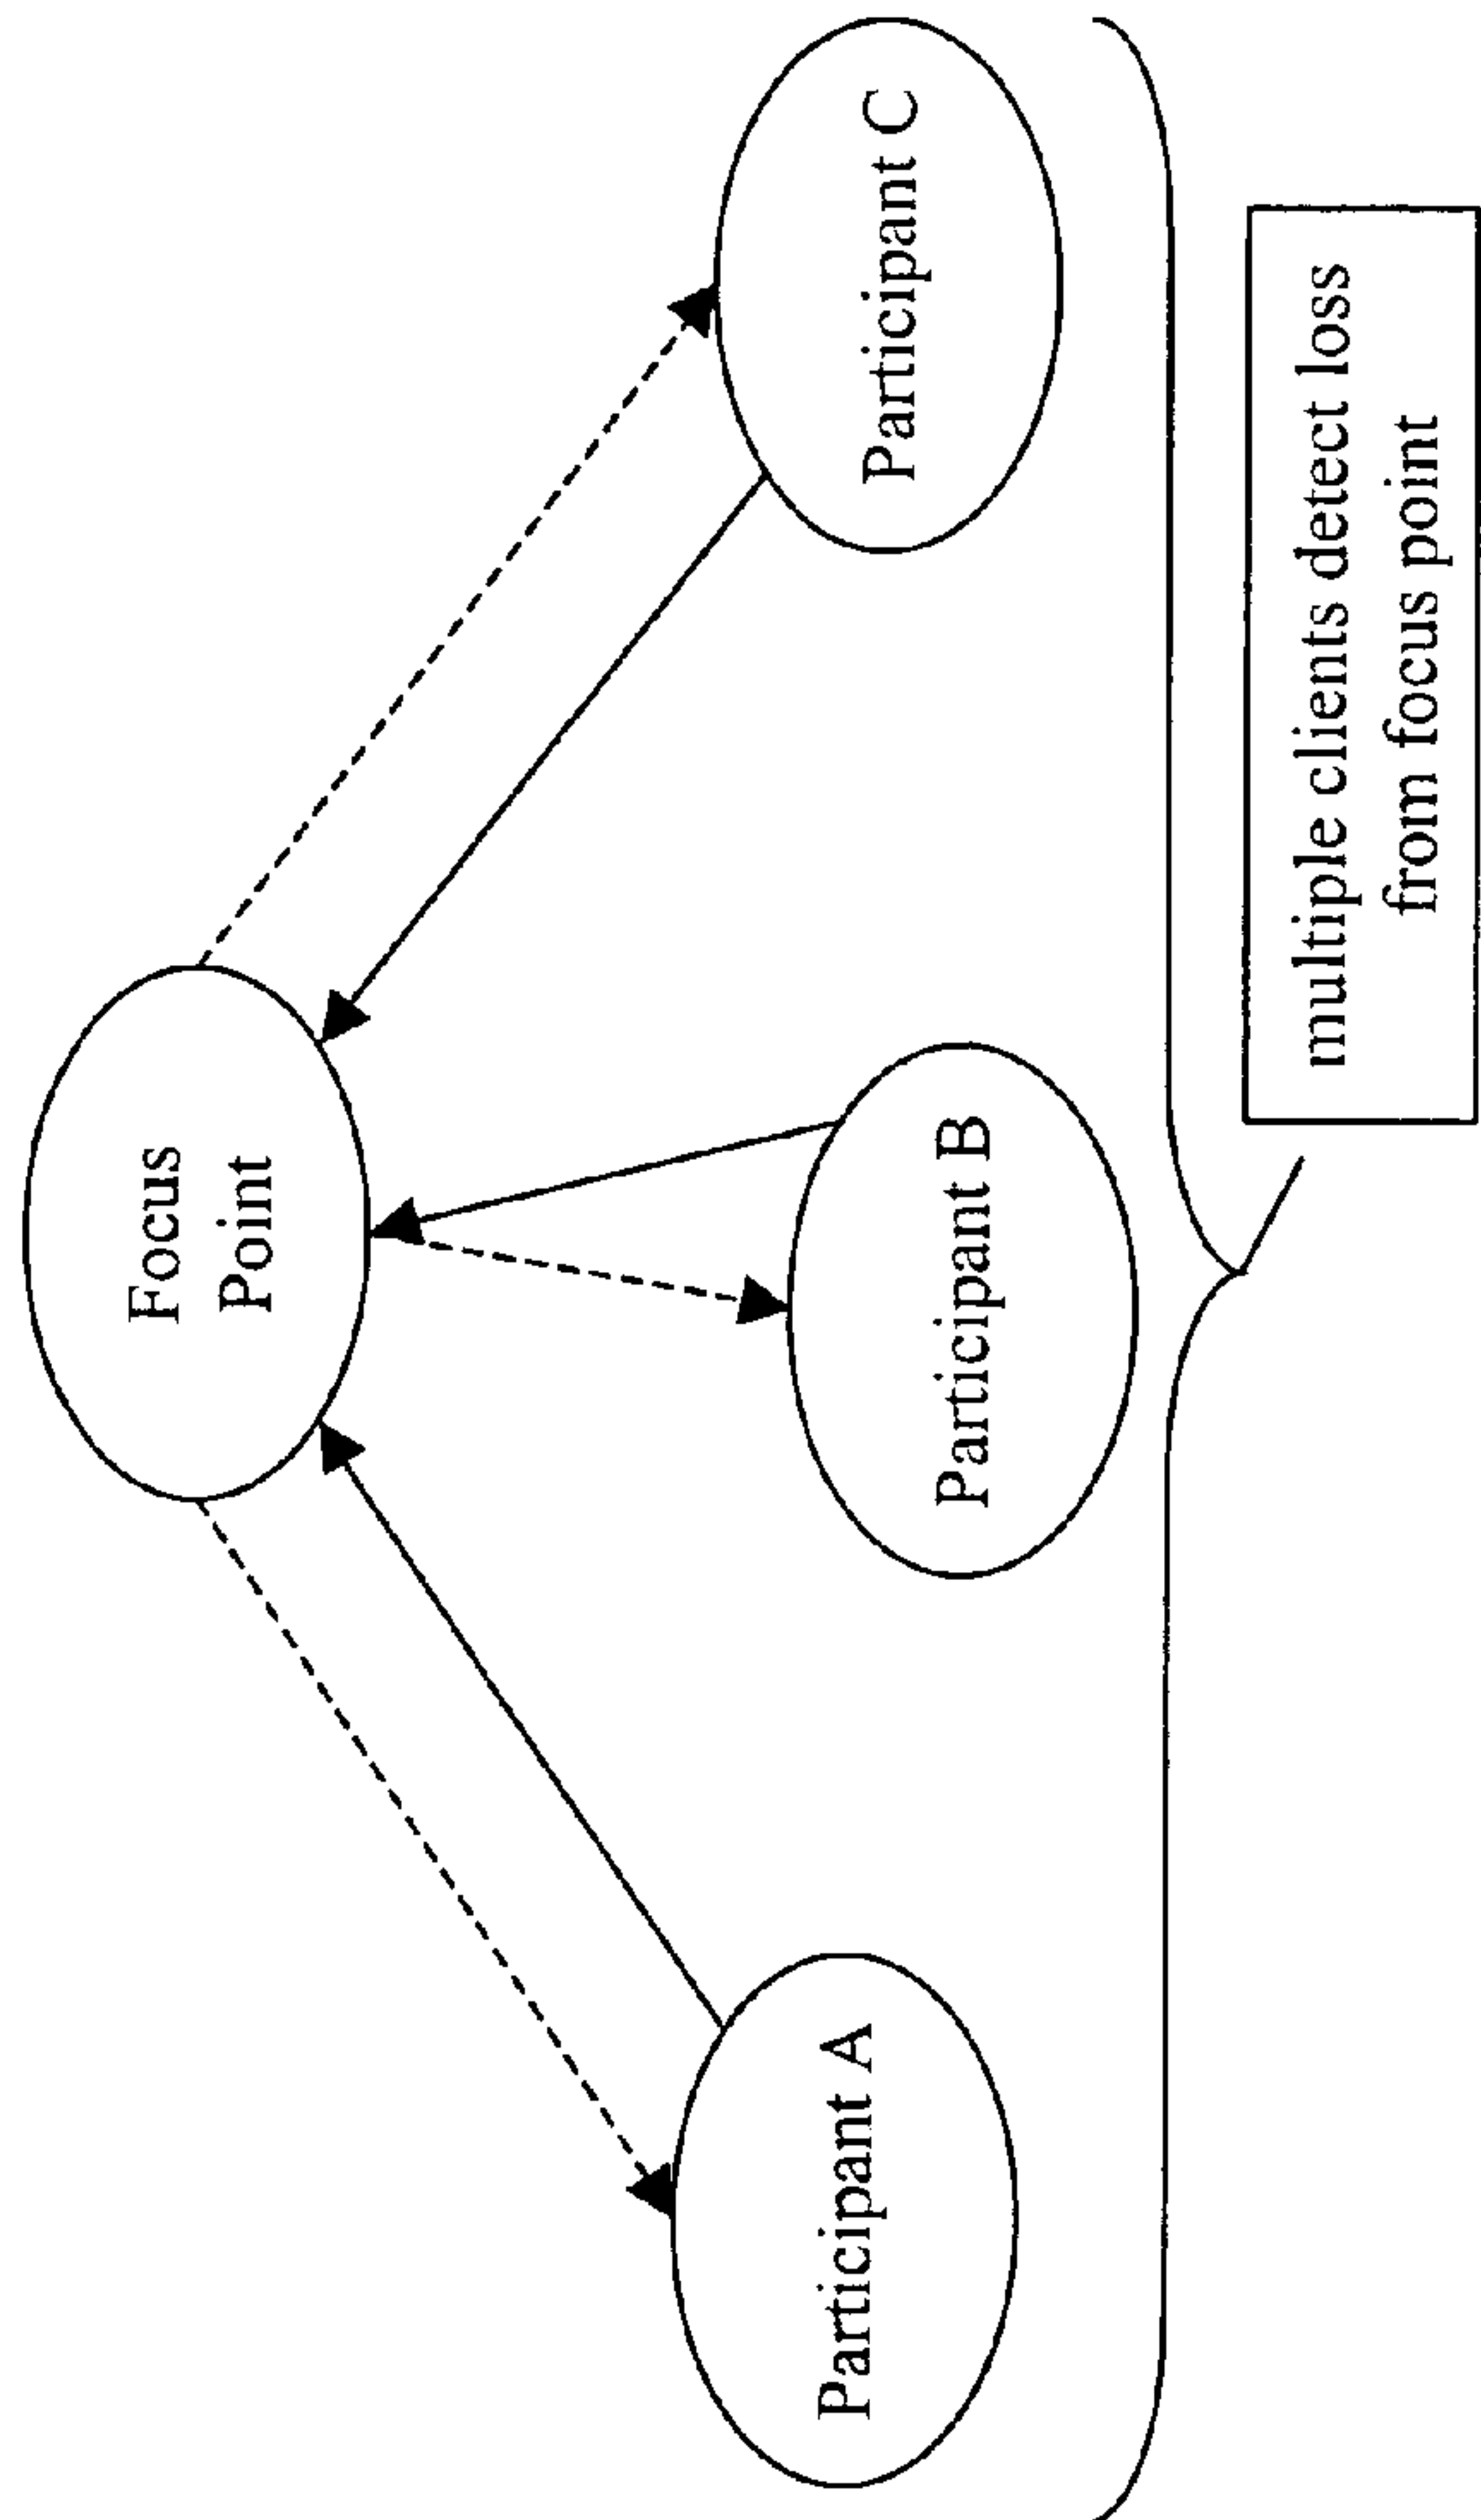 Focus
Point
Participant A
Participant B
Participant C
multiple clients detect loss
from focus point